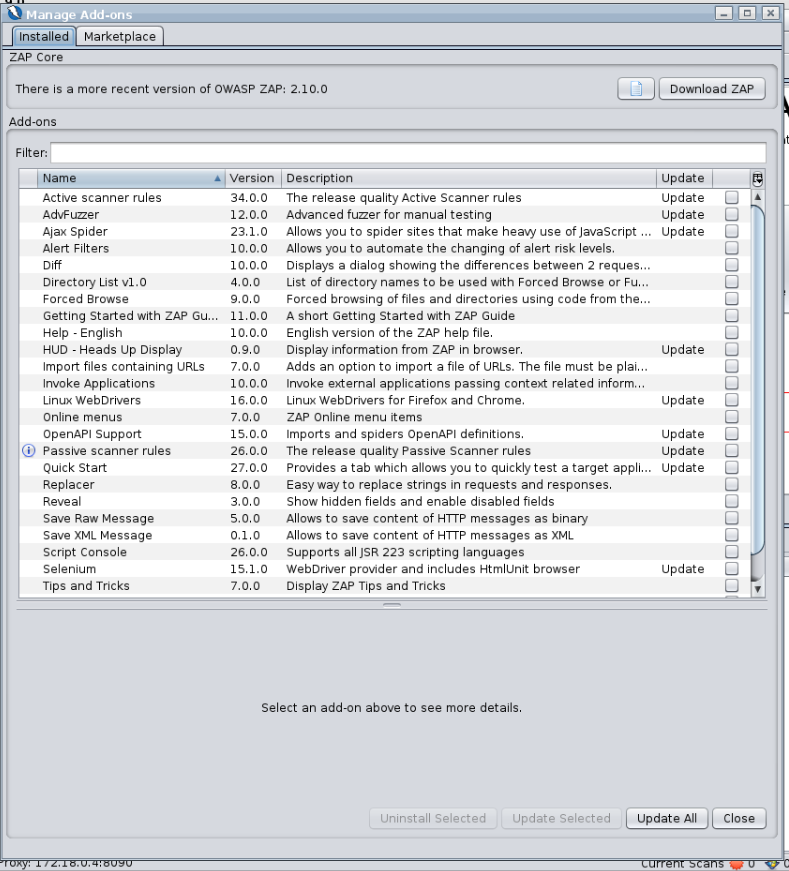 Manage Add-ons
Installed Marketplace
ZAP Core
There is a more recent version of OWASP ZAP: 2.10.0 Download ZAP
Add-ons
Filter:
Name Version Description Update
Active scanner rules 34.0.0 The release quality Active Scanner rules Update
AdvFuzzer 12.0.0 Advanced fuzzer for manual testing Update
Ajax Spider 23.1.0 Allows you to spider sites that make heavy use of JavaScript ... Update
Alert Filters 10.0.0 Allows you to automate the changing of alert risk levels.
Diff 10.0.0 Displays a dialog showing the differences between 2 reques...
Directory List v1.0 4.0.0 List of directory names to be used with Forced Browse or Fu...
Forced Browse 9.0.0 Forced browsing of files and directories using code from the...
Getting Started with ZAP Gu... 11.0.0 A short Getting Started with ZAP Guide
Help - English 10.0.0 English version of the ZAP help file.
HUD - Heads Up Display 0.9.0 Display information from ZAP in browser. Update
Import files containing URLs 7.0.0 Adds an option to import a file of URLs. The file must be plai...
Invoke Applications 10.0.0 Invoke external applications passing context related inform...
Linux WebDrivers 16.0.0 Linux WebDrivers for Firefox and Chrome. Update
Online menus 7.0.0 ZAP Online menu items
OpenAPI Support 15.0.0 Imports and spiders OpenAPI definitions. Update
Passive scanner rules 26.0.0 The release quality Passive Scanner rules Update
Quick Start 27.0.0 Provides a tab which allows you to quickly test a target appli... Update
Replacer 8.0.0 Easy way to replace strings in requests and responses.
Reveal 3.0.0 Show hidden fields and enable disabled fields
Save Raw Message 5.0.0 Allows to save content of HTTP messages as binary
Save XML Message 0.1.0 Allows to save content of HTTP messages as XML
Script Console 26.0.0 Supports all JSR 223 scripting languages
Selenium 15.1.0 WebDriver provider and includes HtmlUnit browser Update
Tips and Tricks 7.0.0 Display ZAP Tips and Tricks
Select an add-on above to see more details.
Uninstall Selected Update Selected Update All Close
Proxy: 172.18.0.4:8090 Current Scans 0 0